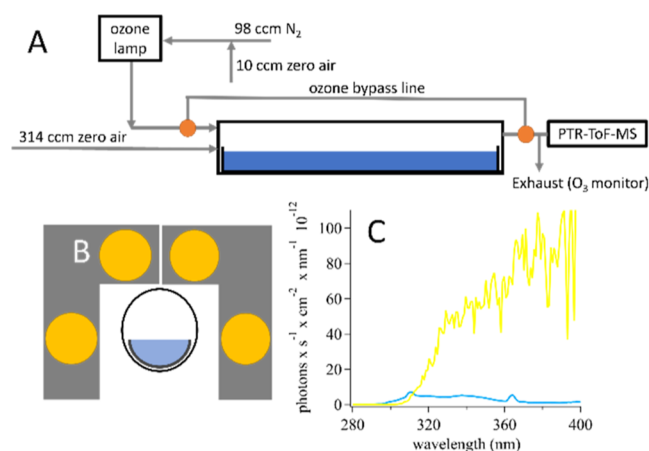 A
ozone
lamp
98 ccm N₂
10 ccm zero air
ozone bypass line
314 ccm zero air
PTR-ToF-MS
Exhaust (O₃ monitor)
B
C
photons x s⁻¹ x cm⁻² x nm⁻¹ 10⁻¹²
100
80
60
40
20
0
280
320
360
400
wavelength (nm)